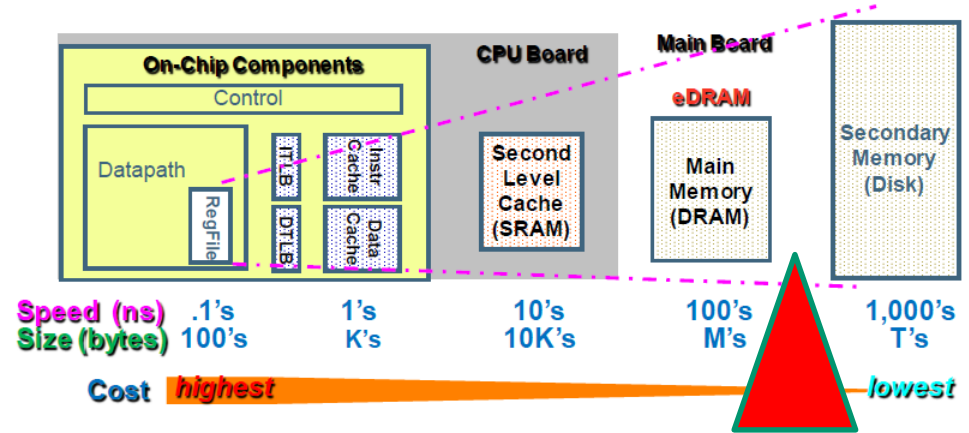 On-Chip Components
CPU Board
Main Board
Control
eDRAM
Datapath
RegFile
ITLB
DTLB
Instr
Cache
Data
Cache
Second
Level
Cache
(SRAM)
Main
Memory
(DRAM)
Secondary
Memory
(Disk)
Speed (ns) .1's 1's 10's 100's 1,000's
Size (bytes) 100's K's 10K's M's T's
Cost highest lowest